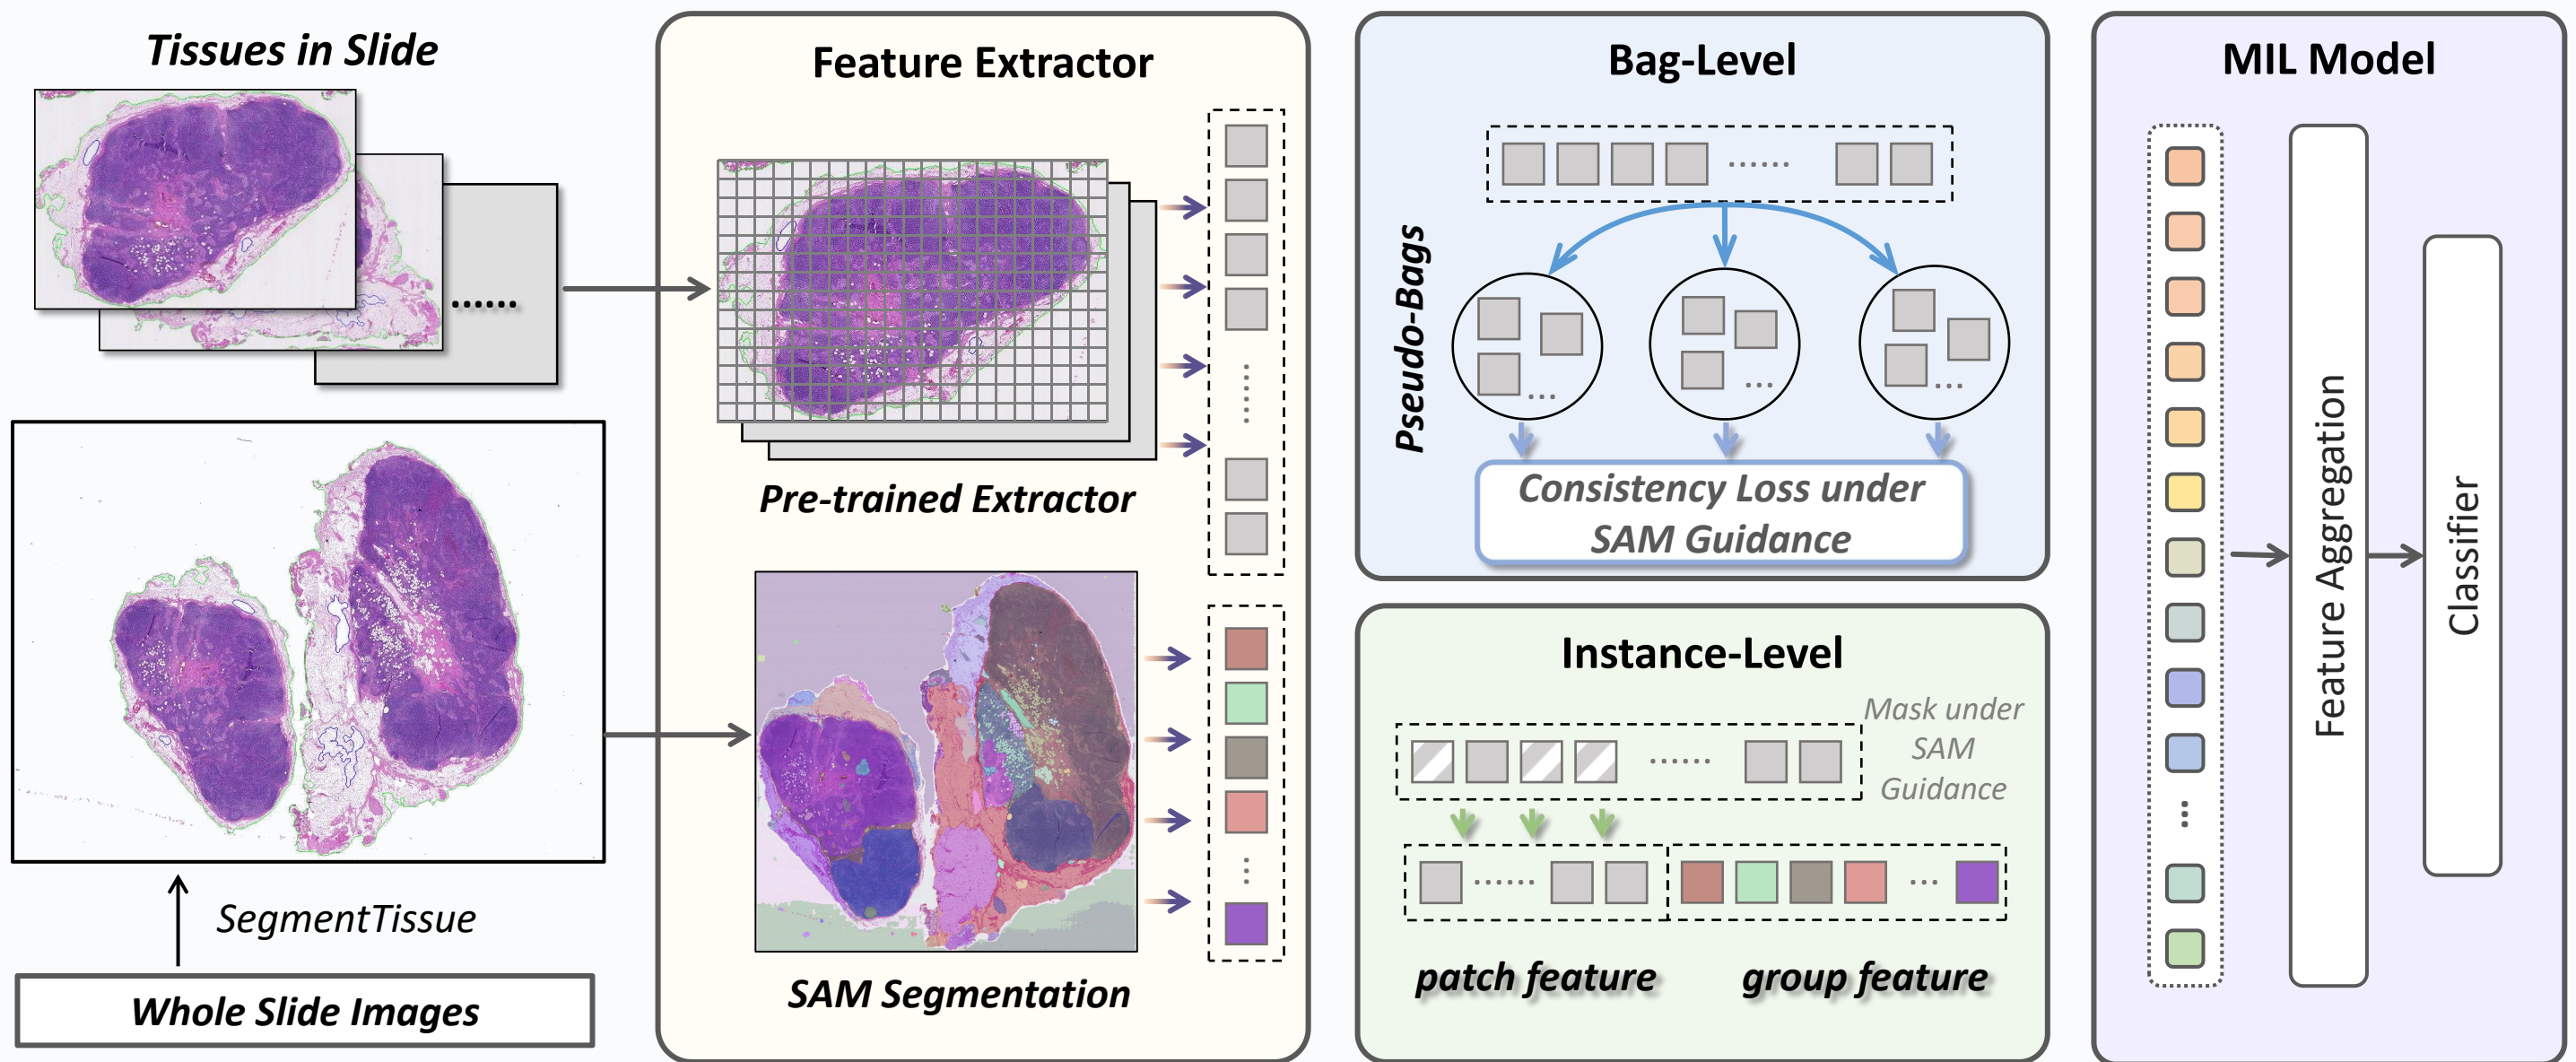 Tissues in Slide
SegmentTissue
Whole Slide Images
Feature Extractor
Pre-trained Extractor
SAM Segmentation
Bag-Level
Pseudo-Bags
Consistency Loss under
SAM Guidance
Instance-Level
Mask under
SAM
Guidance
patch feature
group feature
MIL Model
Feature Aggregation
Classifier